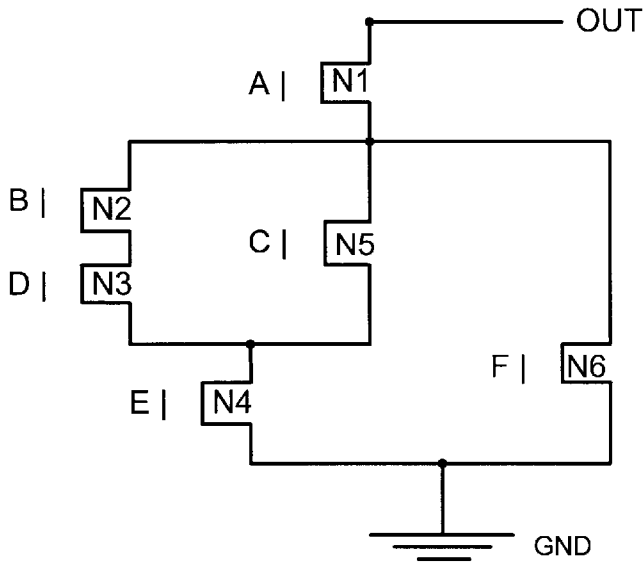 OUT
A | N1
B | N2
C | N5
D | N3
F | N6
E | N4
GND